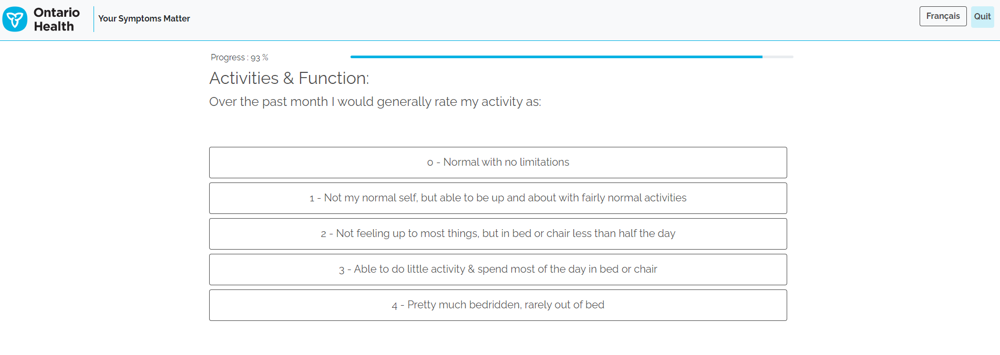 Ontario
Health
Your Symptoms Matter
Français
Quit
Progress : 93 %
Activities & Function:
Over the past month I would generally rate my activity as:
0 - Normal with no limitations
1 - Not my normal self, but able to be up and about with fairly normal activities
2 - Not feeling up to most things, but in bed or chair less than half the day
3 - Able to do little activity & spend most of the day in bed or chair
4 - Pretty much bedridden, rarely out of bed